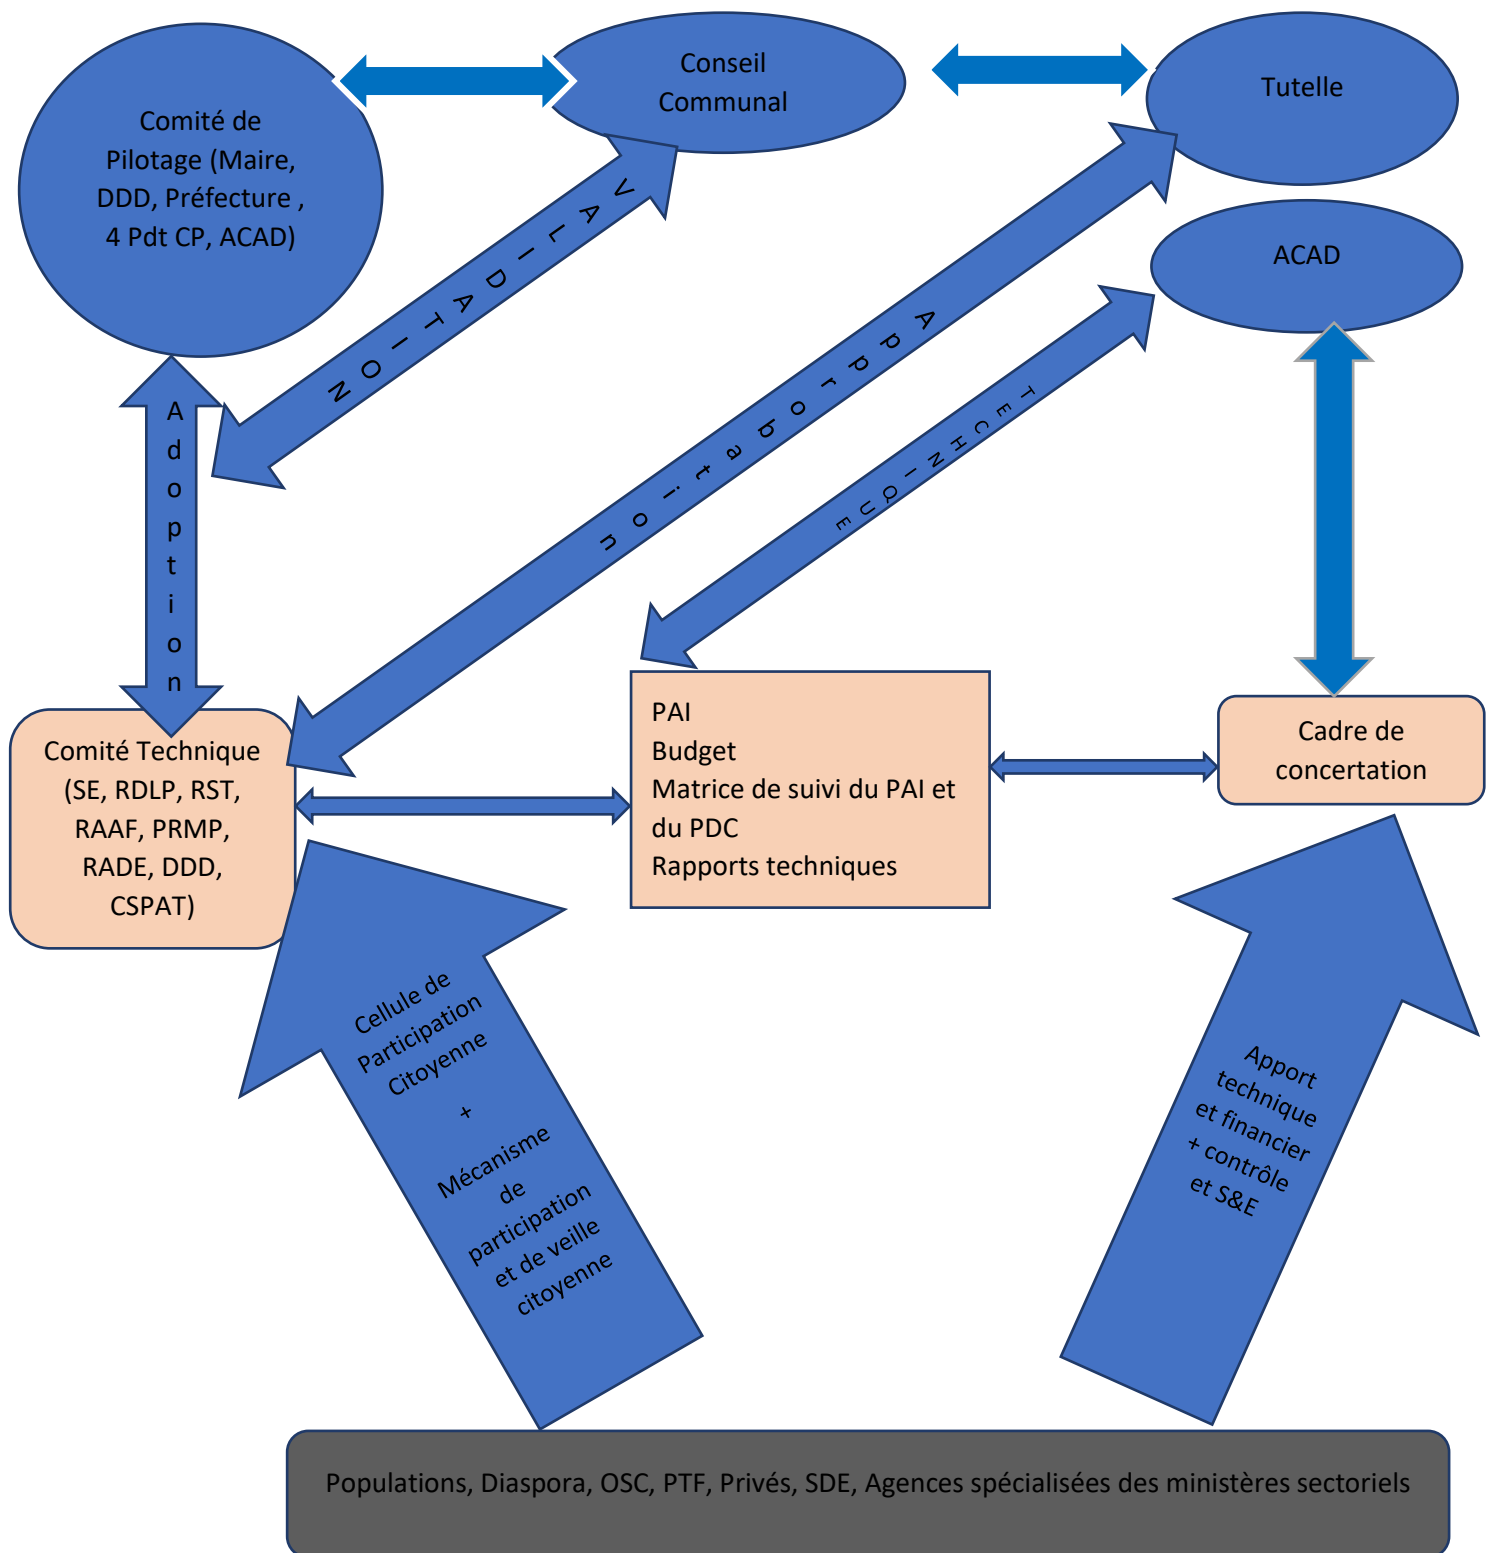 Comité de
Pilotage (Maire,
DDD, Préfecture ,
4 Pdt CP, ACAD)
Conseil
Communal
Tutelle
ACAD
VALIDATION
Adoption
Approbation
TECHNIQUE
Comité Technique
(SE, RDLP, RST,
RAAF, PRMP,
RADE, DDD,
CSPAT)
PAI
Budget
Matrice de suivi du PAI et
du PDC
Rapports techniques
Cadre de
concertation
Cellule de
Participation
Citoyenne
+
Mécanisme
de
participation
et de veille
citoyenne
Apport
technique
et financier
+ contrôle
et S&E
Populations, Diaspora, OSC, PTF, Privés, SDE, Agences spécialisées des ministères sectoriels